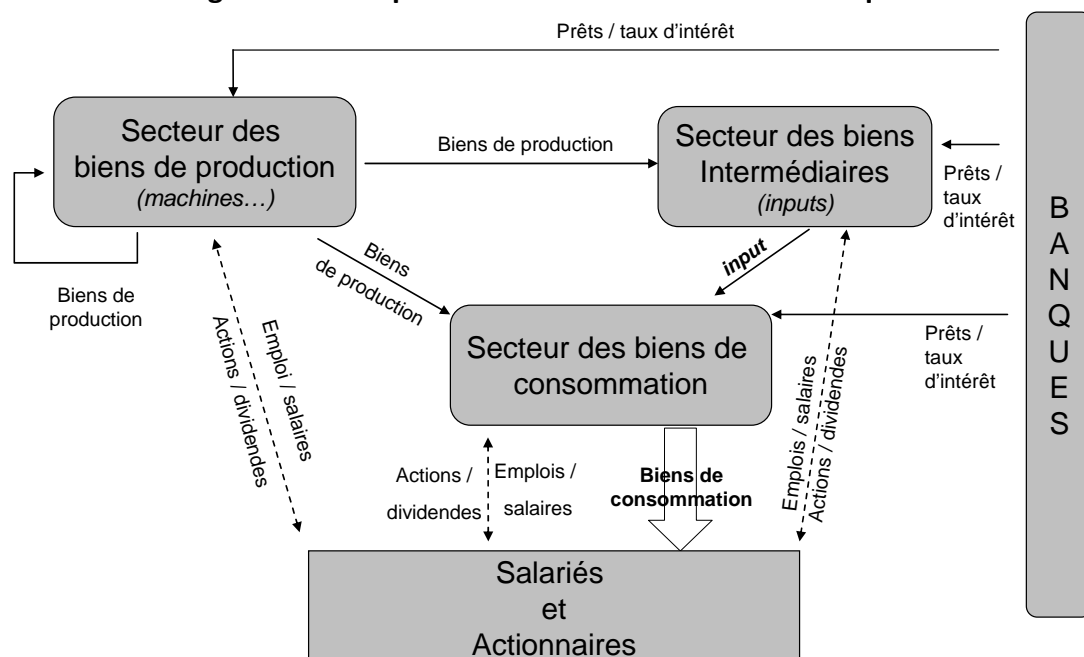 Prêts / taux d'intérêt
Secteur des
biens de production
(machines…)
Biens de production
Secteur des biens
Intermédiaires
(inputs)
Prêts /
taux
d'intérêt
B
A
N
Q
U
E
S
Biens de
production
Biens
de production
input
Emploi / salaires
Actions / dividendes
Secteur des biens de
consommation
Prêts /
taux
d'intérêt
Emplois / salaires
Actions / dividendes
Actions /
dividendes
Emplois /
salaires
Biens de
consommation
Salariés
et
Actionnaires